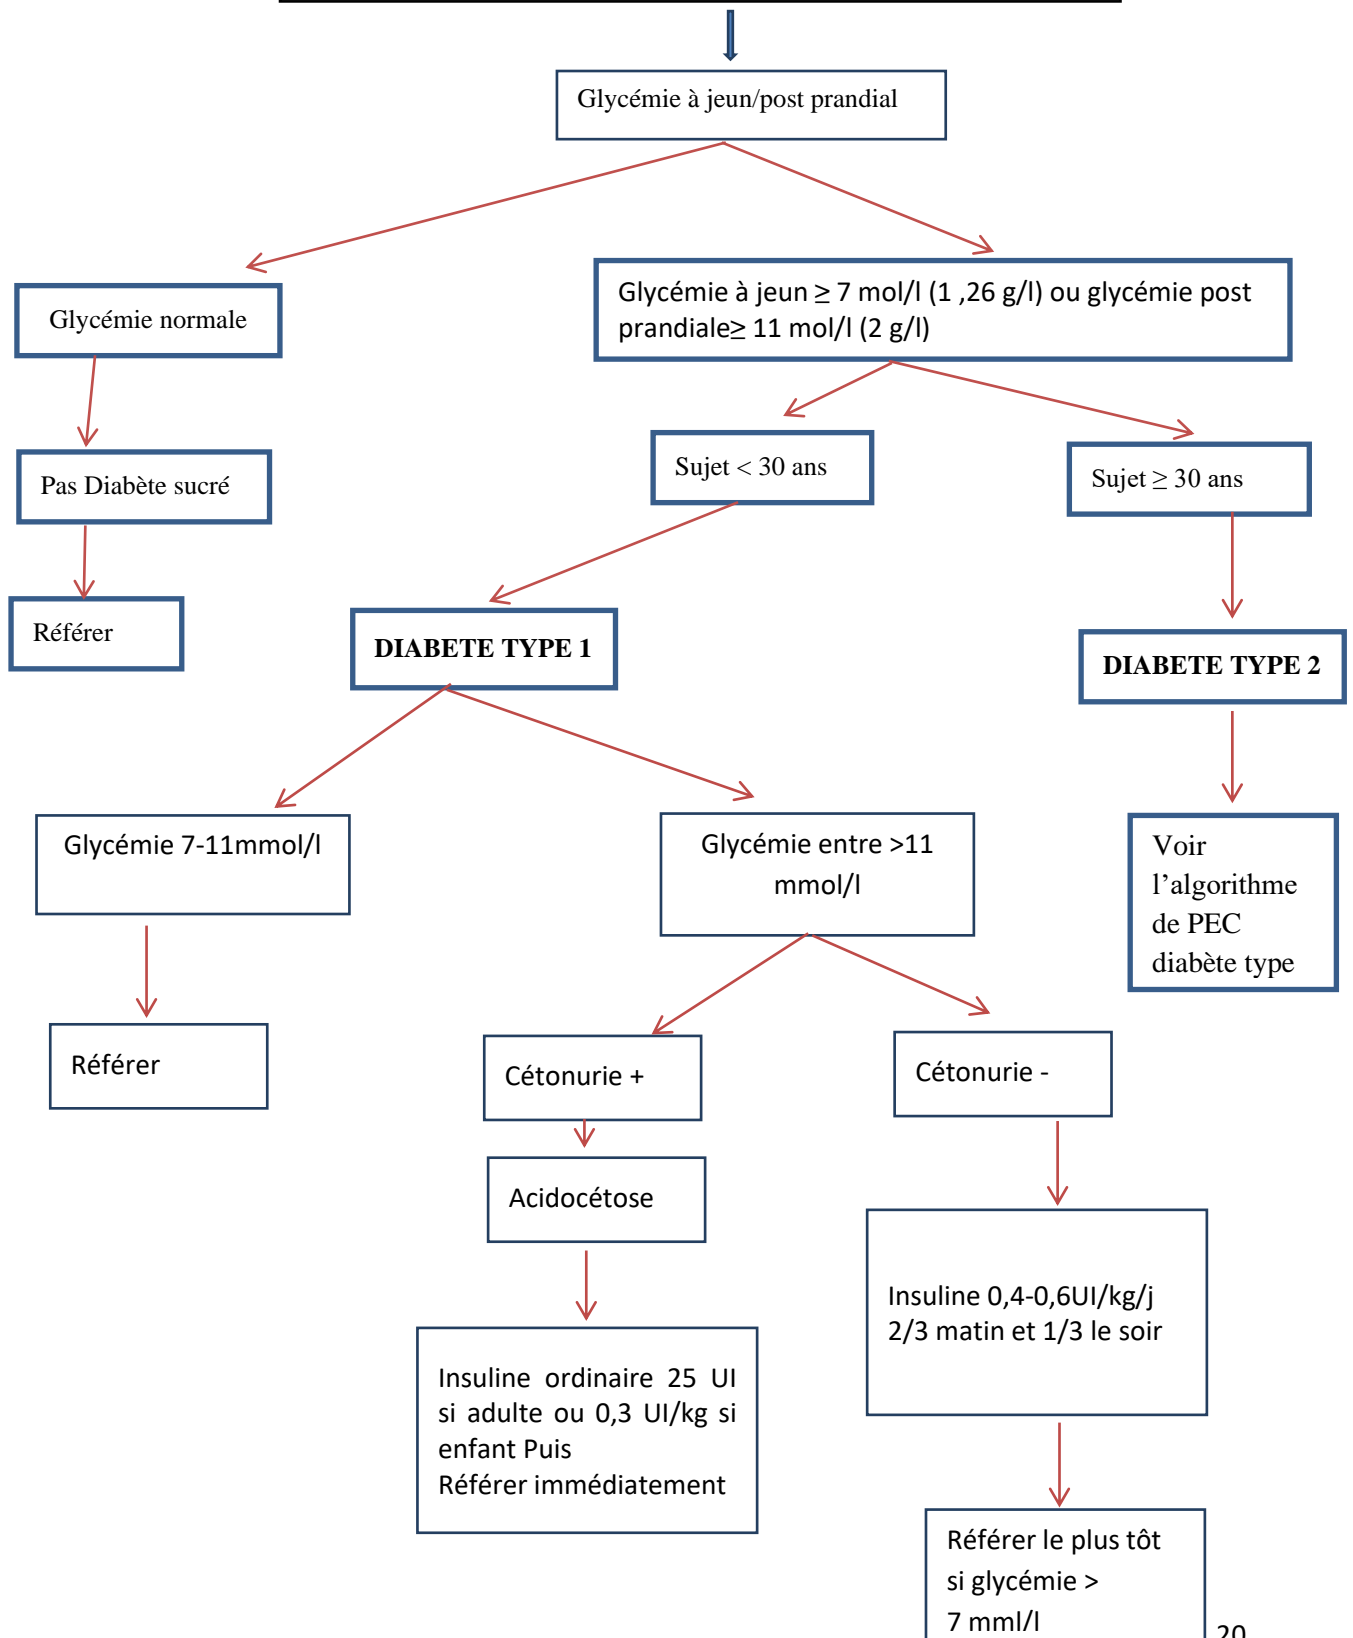 Glycémie à jeun/post prandial
Glycémie normale
Glycémie à jeun ≥ 7 mol/l (1 ,26 g/l) ou glycémie post
prandiale≥ 11 mol/l (2 g/l)
Pas Diabète sucré
Sujet < 30 ans
Sujet ≥ 30 ans
Référer
DIABETE TYPE 1
DIABETE TYPE 2
Glycémie 7-11mmol/l
Glycémie entre >11
mmol/l
Voir
l’algorithme
de PEC
diabète type
Référer
Cétonurie +
Cétonurie -
Acidocétose
Insuline 0,4-0,6UI/kg/j
2/3 matin et 1/3 le soir
Insuline ordinaire 25 UI
si adulte ou 0,3 UI/kg si
enfant Puis
Référer immédiatement
Référer le plus tôt
si glycémie >
7 mml/l
20